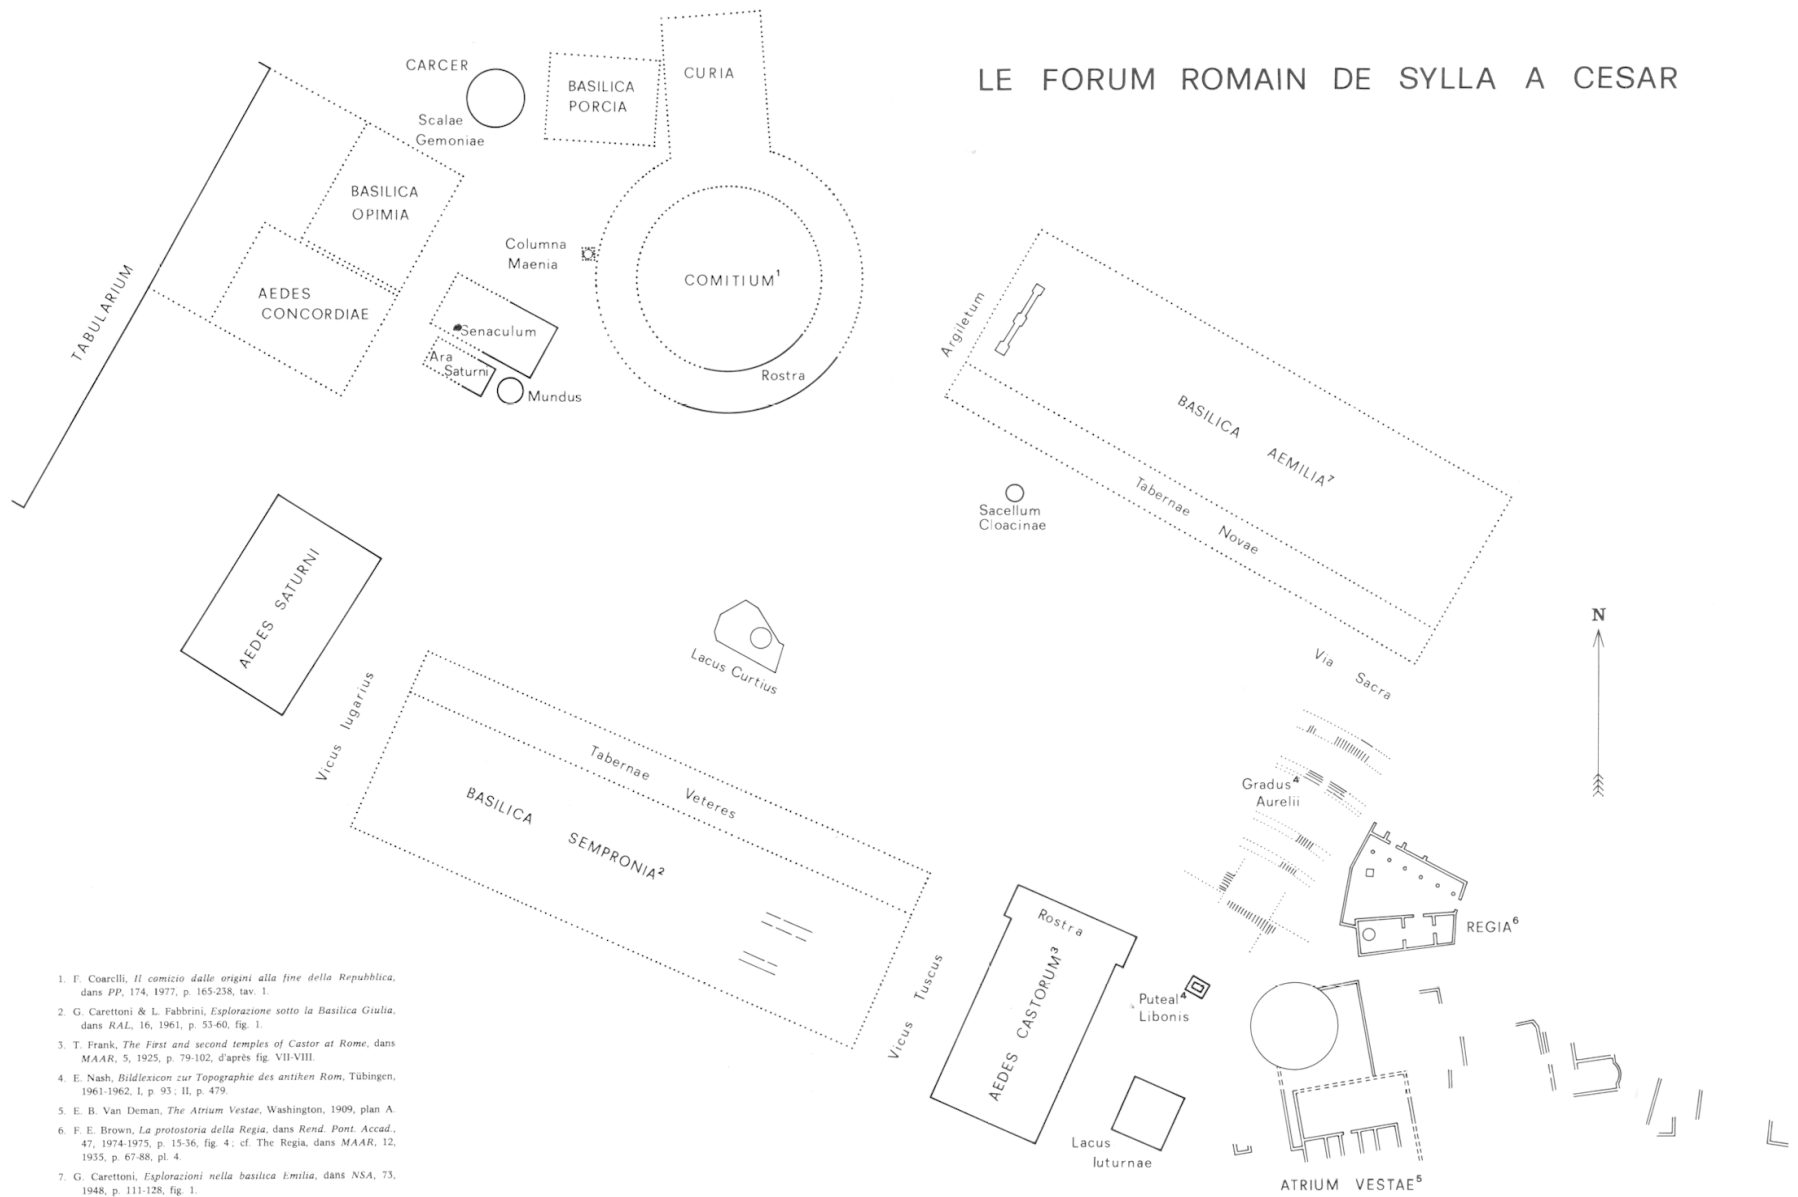 LE FORUM ROMAIN DE SYLLA A CESAR
CARCER
Scalae
Gemoniae
BASILICA
PORCIA
CURIA
BASILICA
OPIMIA
AEDES
CONCORDIAE
TABULARIUM
Columna
Maenia
COMITIUM¹
Senaculum
Ara
Saturni
Mundus
Rostra
Argiletum
BASILICA AEMILIA⁷
Tabernae Novae
Sacellum
Cloacinae
AEDES SATURNI
Lacus Curtius
Vicus Iugarius
Tabernae Veteres
BASILICA SEMPRONIA²
N
Via Sacra
Gradus⁴
Aurelii
REGIA⁶
Rostra
AEDES CASTORUM³
Vicus Tuscus
Puteal⁴
Libonis
Lacus
Iuturnae
ATRIUM VESTAE⁵
1. F. Coarelli, Il comizio dalle origini alla fine della Repubblica,
dans PP, 174, 1977, p. 165-238, tav. 1.
2. G. Carettoni & L. Fabbrini, Esplorazione sotto la Basilica Giulia,
dans RAL, 16, 1961, p. 53-60, fig. 1.
3. T. Frank, The First and second temples of Castor at Rome, dans
MAAR, 5, 1925, p. 79-102, d'après fig. VII-VIII.
4. E. Nash, Bildlexicon zur Topographie des antiken Rom, Tübingen,
1961-1962, I, p. 93 ; II, p. 479.
5. E. B. Van Deman, The Atrium Vestae, Washington, 1909, plan A.
6. F. E. Brown, La protostoria della Regia, dans Rend. Pont. Accad.,
47, 1974-1975, p. 15-36, fig. 4 ; cf. The Regia, dans MAAR, 12,
1935, p. 67-88, pl. 4.
7. G. Carettoni, Esplorazioni nella basilica Emilia, dans NSA, 73,
1948, p. 111-128, fig. 1.